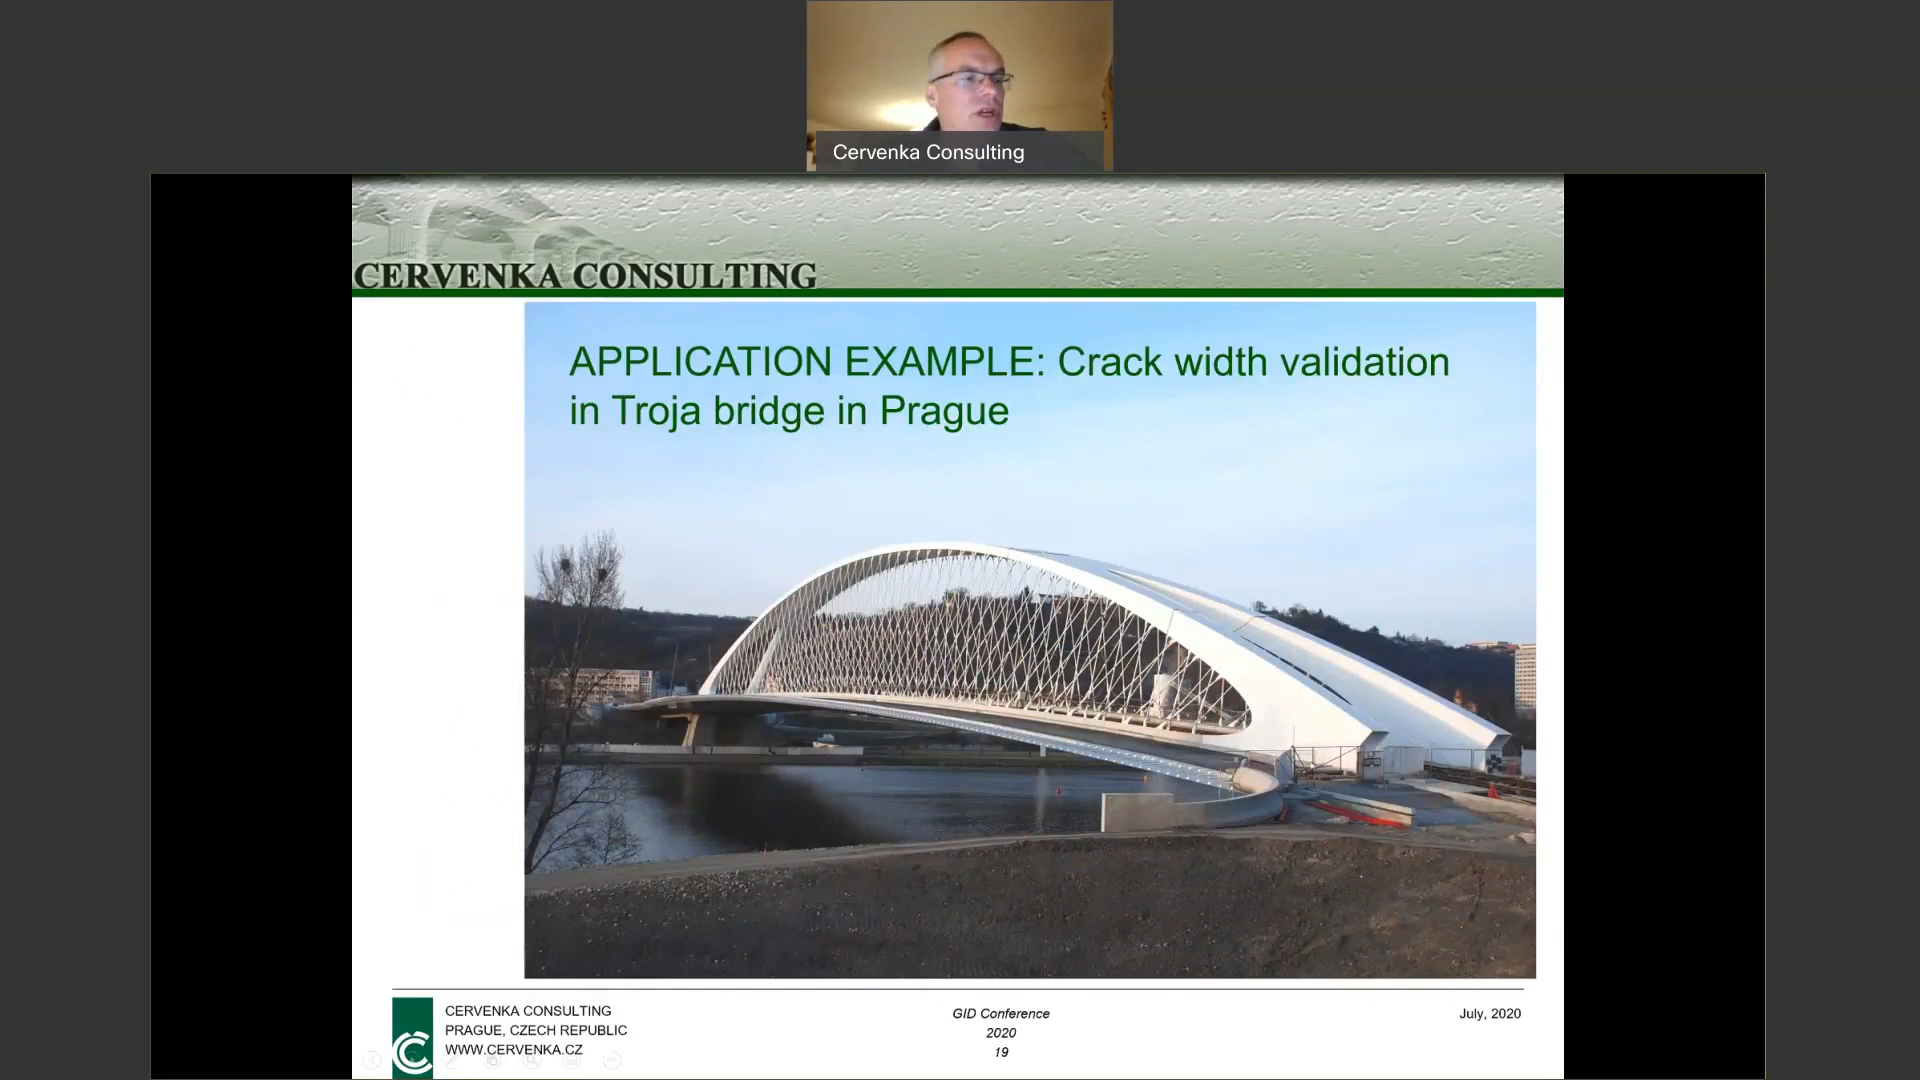 Cervenka Consulting
CERVENKA CONSULTING
APPLICATION EXAMPLE: Crack width validation
in Troja bridge in Prague
CERVENKA CONSULTING
PRAGUE, CZECH REPUBLIC
WWW.CERVENKA.CZ
GID Conference
2020
19
July, 2020